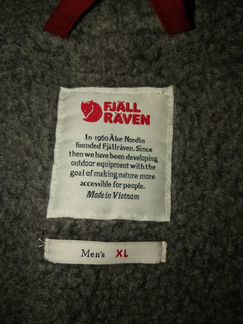 FJÄLL
RÄVEN
In 1960 Åke Nordin
founded Fjällräven. Since
then we have been developing
outdoor equipment with the
goal of making nature more
accessible for people.
Made in Vietnam
Men's XL